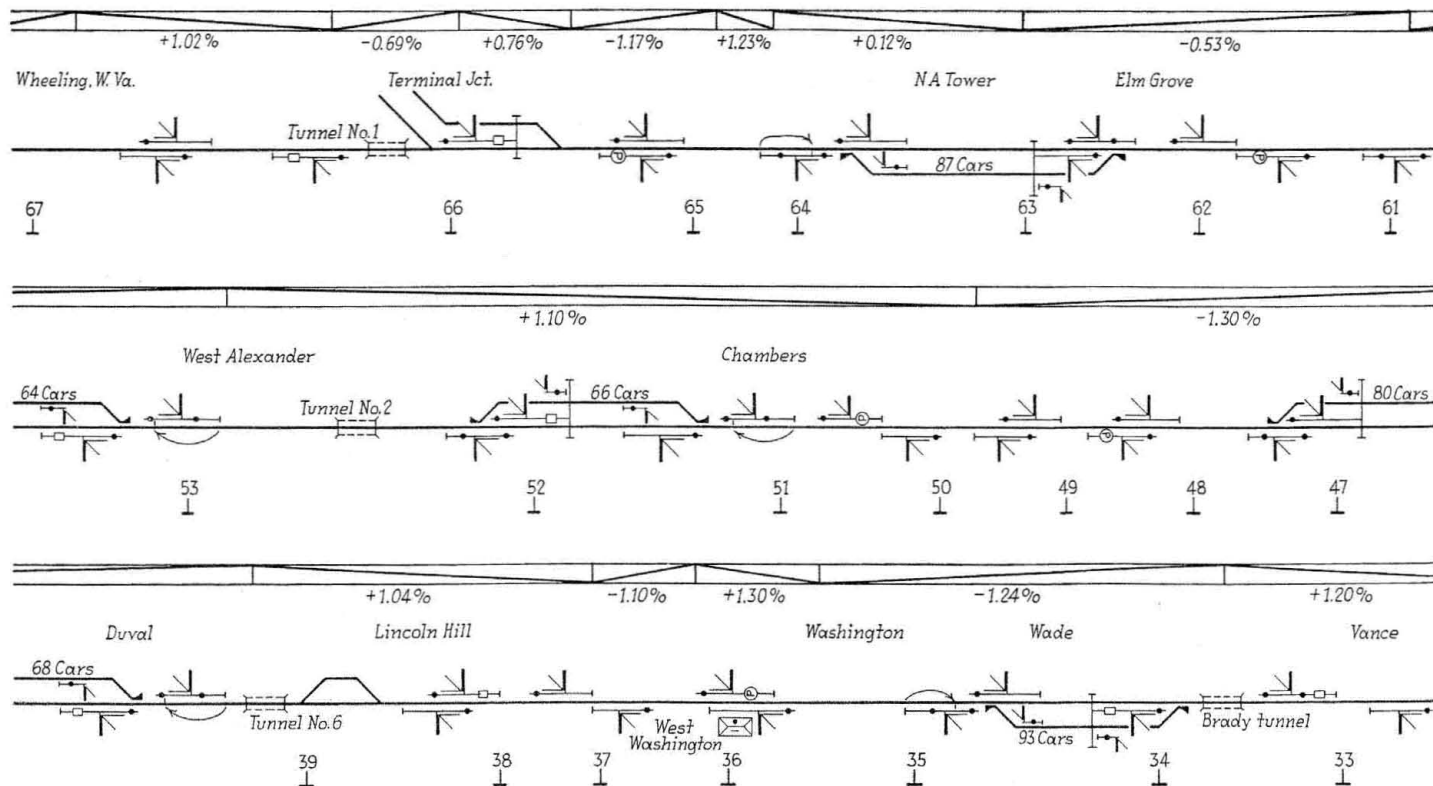 +1.02% -0.69% +0.76% -1.17% +1.23% +0.12% -0.53%
Wheeling, W. Va. Terminal Jct. NA Tower Elm Grove
Tunnel No.1
P P
87 Cars
67 66 65 64 63 62 61
+1.10% -1.30%
West Alexander Chambers
64 Cars 66 Cars 80 Cars
Tunnel No.2
P
P
53 52 51 50 49 48 47
+1.04% -1.10% +1.30% -1.24% +1.20%
Duval Lincoln Hill Washington Wade Vance
68 Cars
P
Tunnel No.6 West Washington 93 Cars Brady tunnel
39 38 37 36 35 34 33